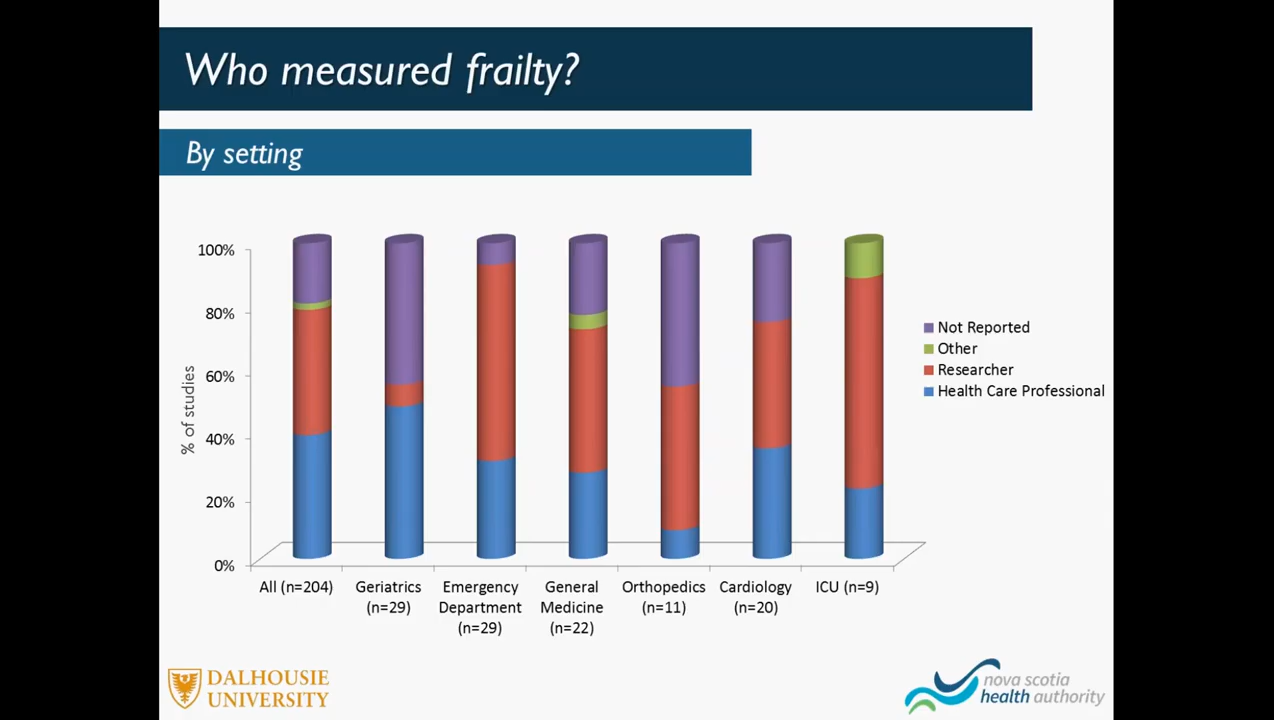 Who measured frailty?
By setting
100%
80%
60%
40%
20%
0%
% of studies
All (n=204)
Geriatrics
(n=29)
Emergency
Department
(n=29)
General
Medicine
(n=22)
Orthopedics
(n=11)
Cardiology
(n=20)
ICU (n=9)
Not Reported
Other
Researcher
Health Care Professional
DALHOUSIE
UNIVERSITY
nova scotia
health authority